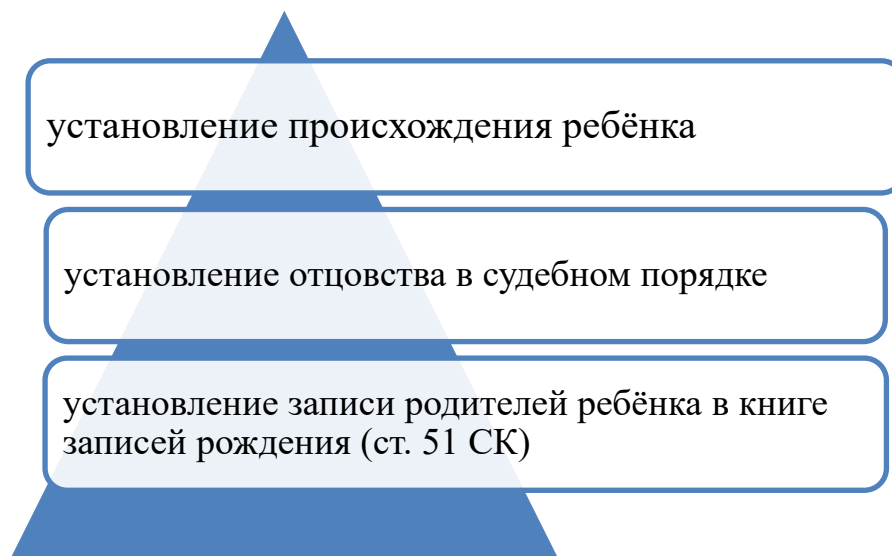 установление происхождения ребёнка
установление отцовства в судебном порядке
установление записи родителей ребёнка в книге
записей рождения (ст. 51 СК)